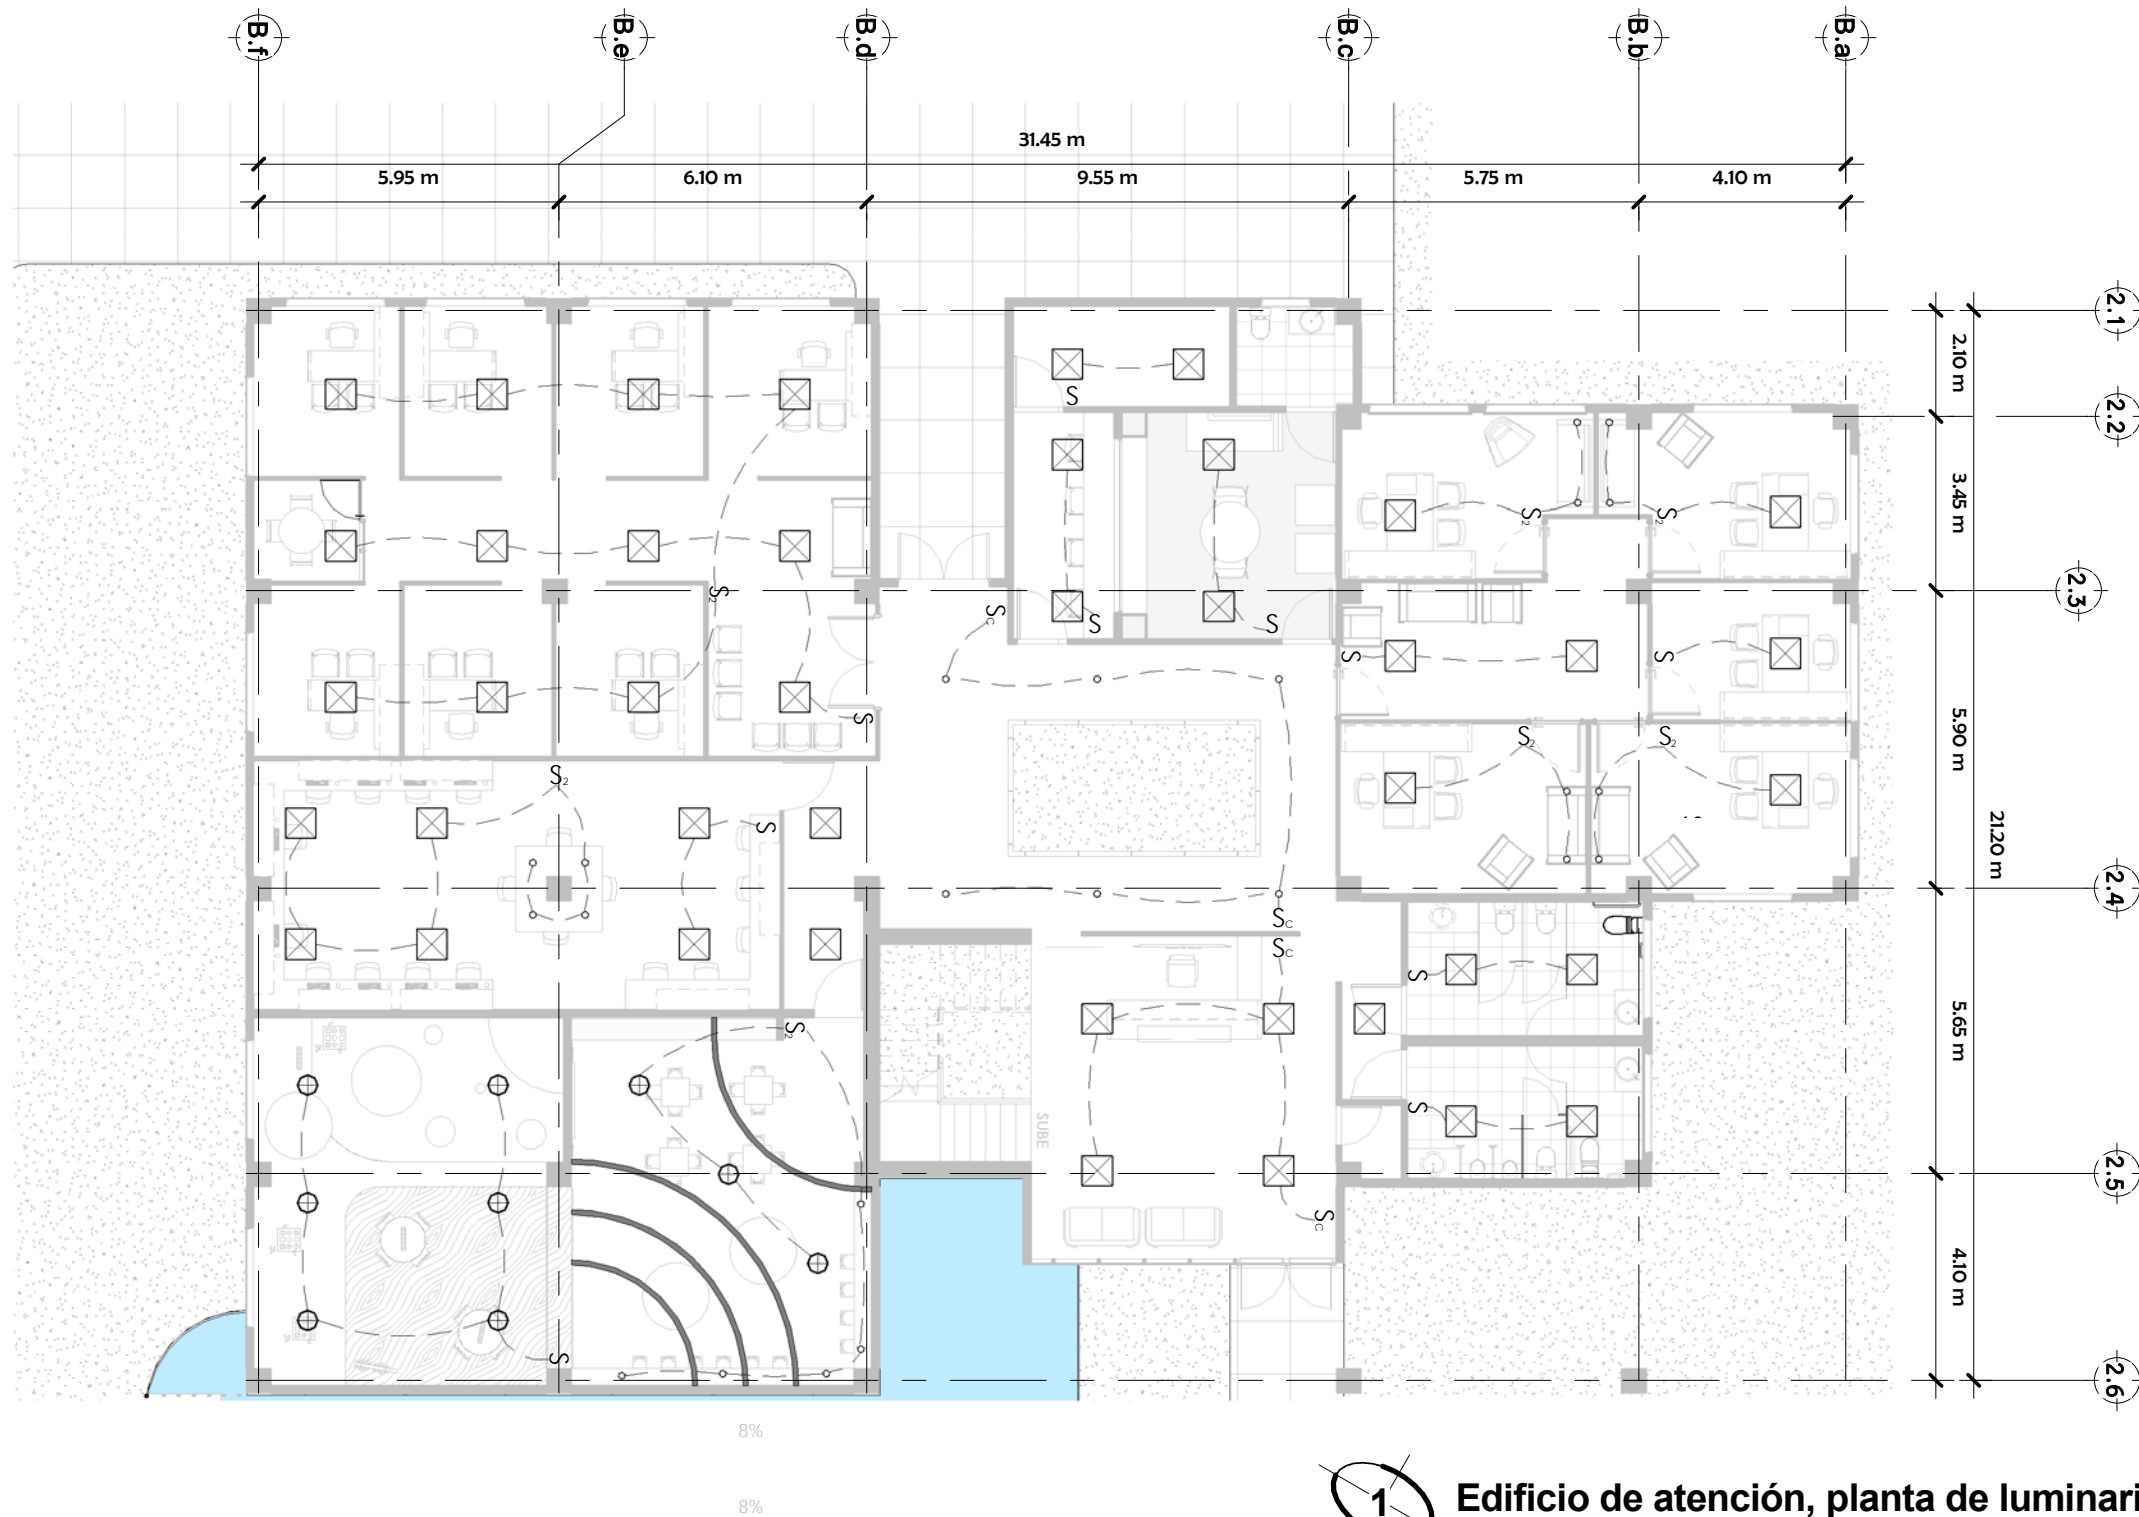 B.f
B.e
B.d
B.c
B.b
B.a
31.45 m
5.95 m
6.10 m
9.55 m
5.75 m
4.10 m
2.1
2.10 m
2.2
3.45 m
2.3
5.90 m
21.20 m
2.4
5.65 m
2.5
4.10 m
2.6
S
S2
S2
S2
Sc
S
S
S
S
S
S2
S2
S2
S
Sc
Sc
S
S2
S
SUBE
Sc
S
8%
8%
1
Edificio de atención, planta de luminari